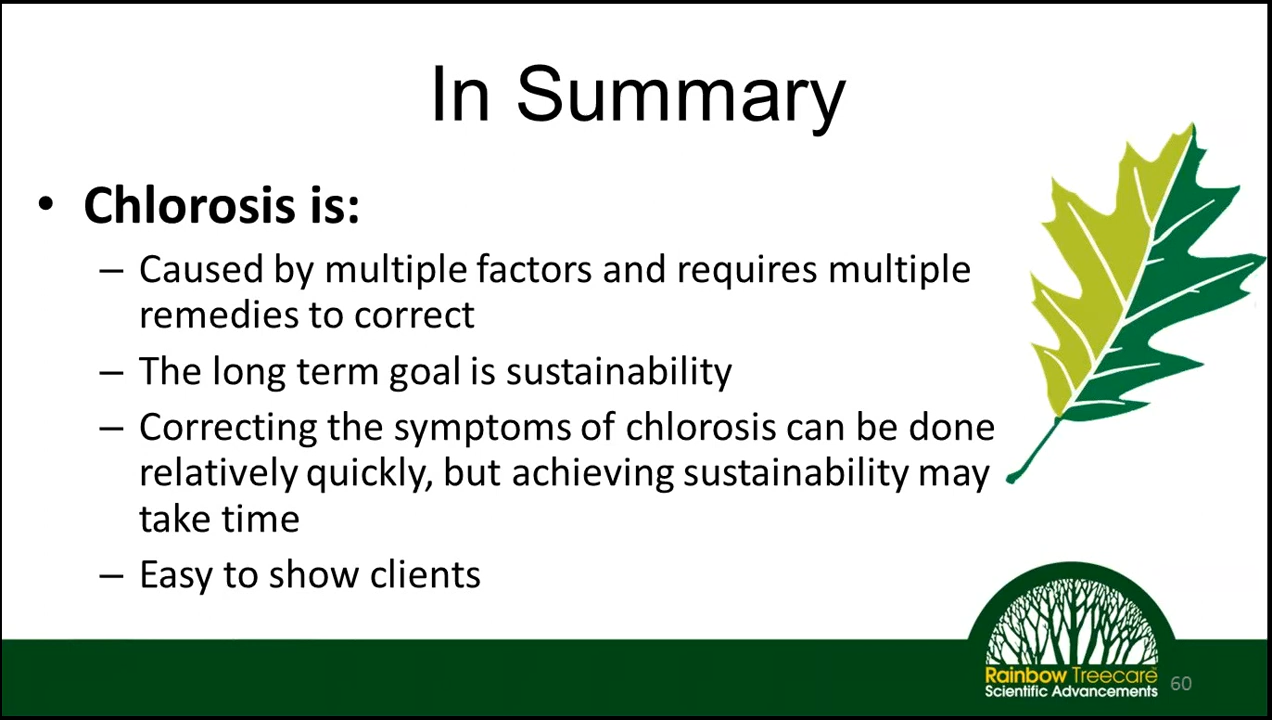 In Summary
• Chlorosis is:
– Caused by multiple factors and requires multiple
remedies to correct
– The long term goal is sustainability
– Correcting the symptoms of chlorosis can be done
relatively quickly, but achieving sustainability may
take time
– Easy to show clients
Rainbow Treecare
Scientific Advancements
60